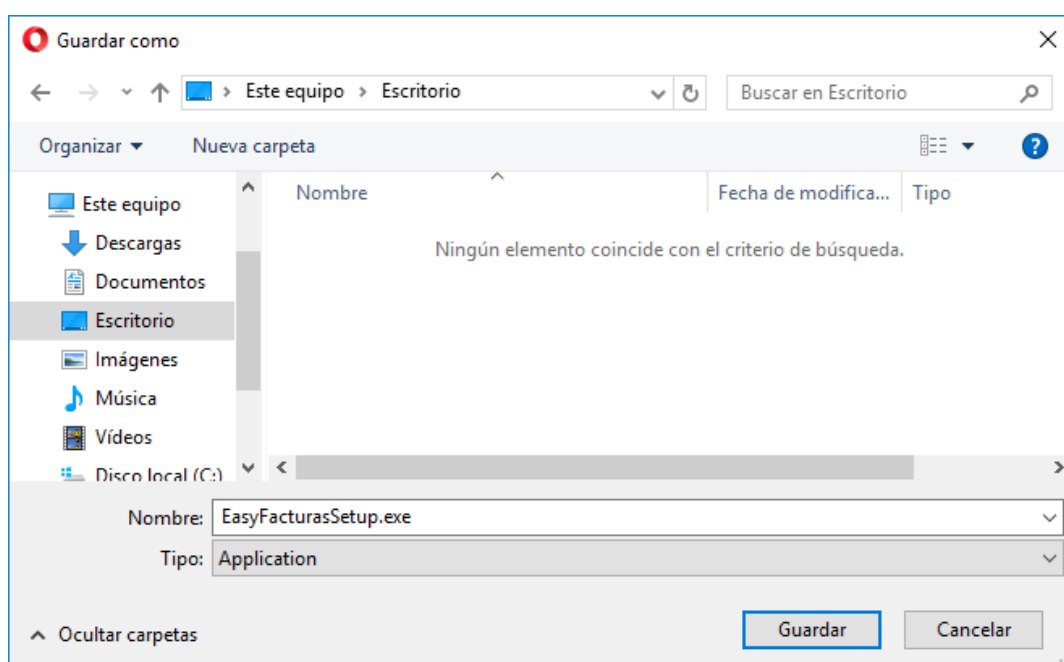 Guardar como
Este equipo > Escritorio
Buscar en Escritorio
Organizar
Nueva carpeta
?
Nombre
Fecha de modifica...
Tipo
Este equipo
Descargas
Documentos
Escritorio
Imágenes
Música
Vídeos
Disco local (C:)
Ningún elemento coincide con el criterio de búsqueda.
Nombre: EasyFacturasSetup.exe
Tipo: Application
Ocultar carpetas
Guardar
Cancelar